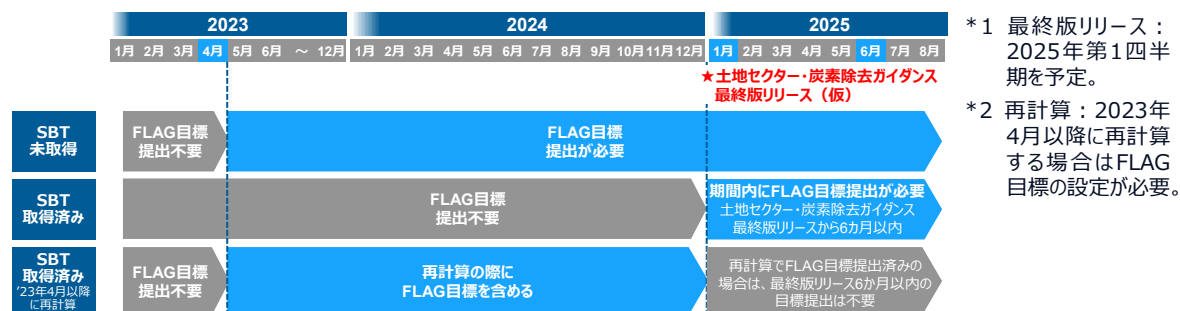 2023
2024
2025
1月 2月 3月 4月 5月 6月 ～ 12月 1月 2月 3月 4月 5月 6月 7月 8月 9月 10月 11月 12月 1月 2月 3月 4月 5月 6月 7月 8月
★土地セクター・炭素除去ガイダンス
最終版リリース（仮）
SBT
未取得
FLAG目標
提出不要
FLAG目標
提出が必要
SBT
取得済み
FLAG目標
提出不要
期間内にFLAG目標提出が必要
土地セクター・炭素除去ガイダンス
最終版リリースから6カ月以内
SBT
取得済み
'23年4月以降
に再計算
FLAG目標
提出不要
再計算の際に
FLAG目標を含める
再計算でFLAG目標提出済みの
場合は、最終版リリース6か月以内の
目標提出は不要
*1 最終版リリース：
2025年第1四半
期を予定。
*2 再計算：2023年
4月以降に再計算
する場合はFLAG
目標の設定が必要。